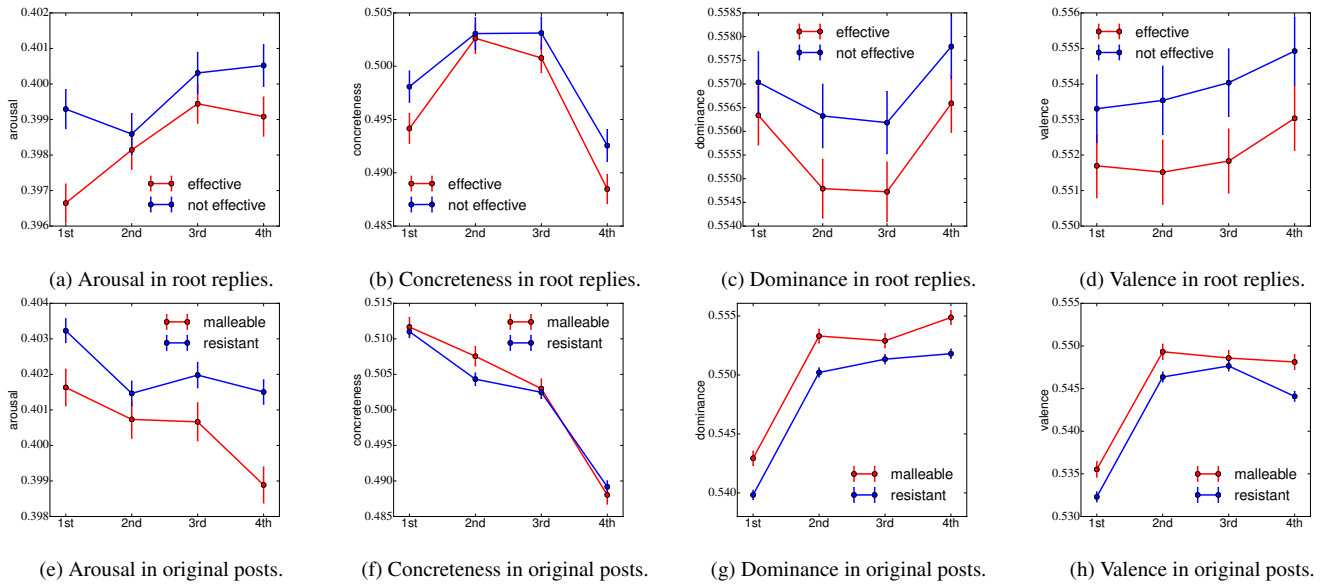 0.402
0.401
0.400
0.399
0.398
0.397
0.396
arousal
effective
not effective
1st 2nd 3rd 4th
(a) Arousal in root replies.
0.505
0.500
0.495
0.490
0.485
concreteness
effective
not effective
1st 2nd 3rd 4th
(b) Concreteness in root replies.
0.5585
0.5580
0.5575
0.5570
0.5565
0.5560
0.5555
0.5550
0.5545
0.5540
dominance
effective
not effective
1st 2nd 3rd 4th
(c) Dominance in root replies.
0.556
0.555
0.554
0.553
0.552
0.551
0.550
valence
effective
not effective
1st 2nd 3rd 4th
(d) Valence in root replies.
0.404
0.403
0.402
0.401
0.400
0.399
0.398
arousal
malleable
resistant
1st 2nd 3rd 4th
(e) Arousal in original posts.
0.515
0.510
0.505
0.500
0.495
0.490
0.485
concreteness
malleable
resistant
1st 2nd 3rd 4th
(f) Concreteness in original posts.
0.555
0.550
0.545
0.540
dominance
malleable
resistant
1st 2nd 3rd 4th
(g) Dominance in original posts.
0.555
0.550
0.545
0.540
0.535
0.530
valence
malleable
resistant
1st 2nd 3rd 4th
(h) Valence in original posts.